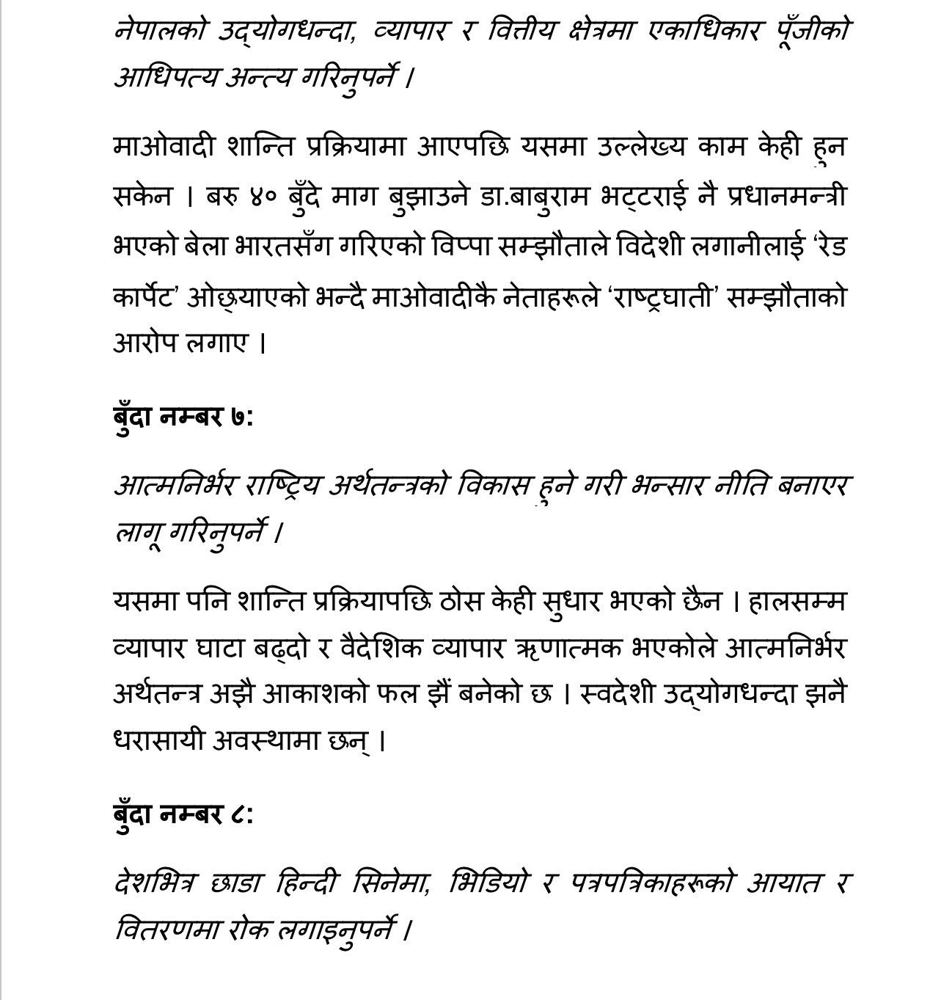 नेपालको उद्योगधन्दा, व्यापार र वित्तीय क्षेत्रमा एकाधिकार पूँजीको
आधिपत्य अन्त्य गरिनुपर्ने ।
माओवादी शान्ति प्रक्रियामा आएपछि यसमा उल्लेख्य काम केही हुन
सकेन । बरु ४० बुँदे माग बुझाउने डा.बाबुराम भट्टराई नै प्रधानमन्त्री
भएको बेला भारतसँग गरिएको विप्पा सम्झौताले विदेशी लगानीलाई ‘रेड
कार्पेट’ ओछ्याएको भन्दै माओवादीकै नेताहरूले ‘राष्ट्रघाती’ सम्झौताको
आरोप लगाए ।
बुँदा नम्बर ७:
आत्मनिर्भर राष्ट्रिय अर्थतन्त्रको विकास हुने गरी भन्सार नीति बनाएर
लागू गरिनुपर्ने ।
यसमा पनि शान्ति प्रक्रियापछि ठोस केही सुधार भएको छैन । हालसम्म
व्यापार घाटा बढ्दो र वैदेशिक व्यापार ऋणात्मक भएकोले आत्मनिर्भर
अर्थतन्त्र अझै आकाशको फल झैं बनेको छ । स्वदेशी उद्योगधन्दा झनै
धरासायी अवस्थामा छन् ।
बुँदा नम्बर ८:
देशभित्र छाडा हिन्दी सिनेमा, भिडियो र पत्रपत्रिकाहरूको आयात र
वितरणमा रोक लगाइनुपर्ने ।